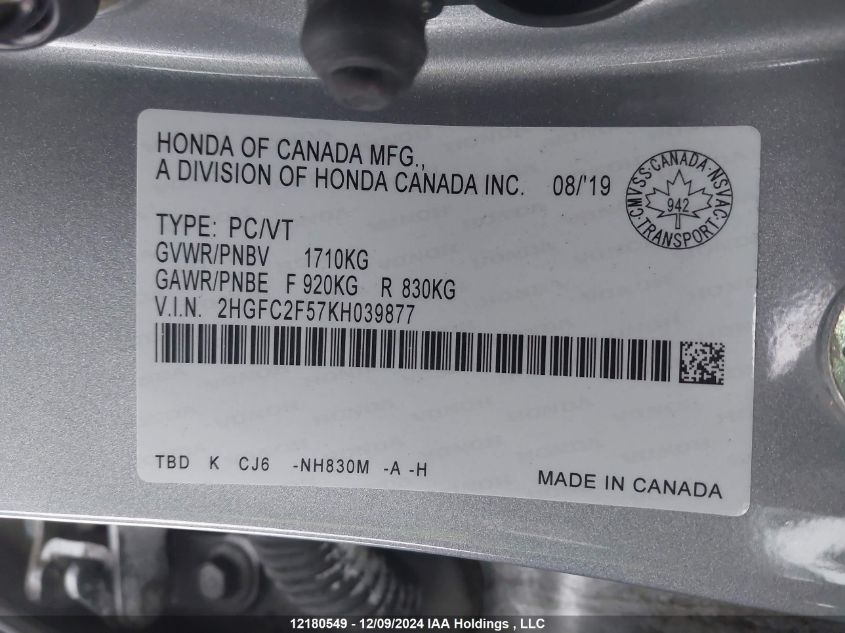 HONDA OF CANADA MFG.,
A DIVISION OF HONDA CANADA INC. 08/'19
CMVSS·CANADA·NSVAC·TRANSPORT·
942
TYPE: PC/VT
GVWR/PNBV 1710KG
GAWR/PNBE F 920KG R 830KG
V.I.N. 2HGFC2F57KH039877
TBD K CJ6 -NH830M -A -H
MADE IN CANADA
12180549 - 12/09/2024 IAA Holdings , LLC